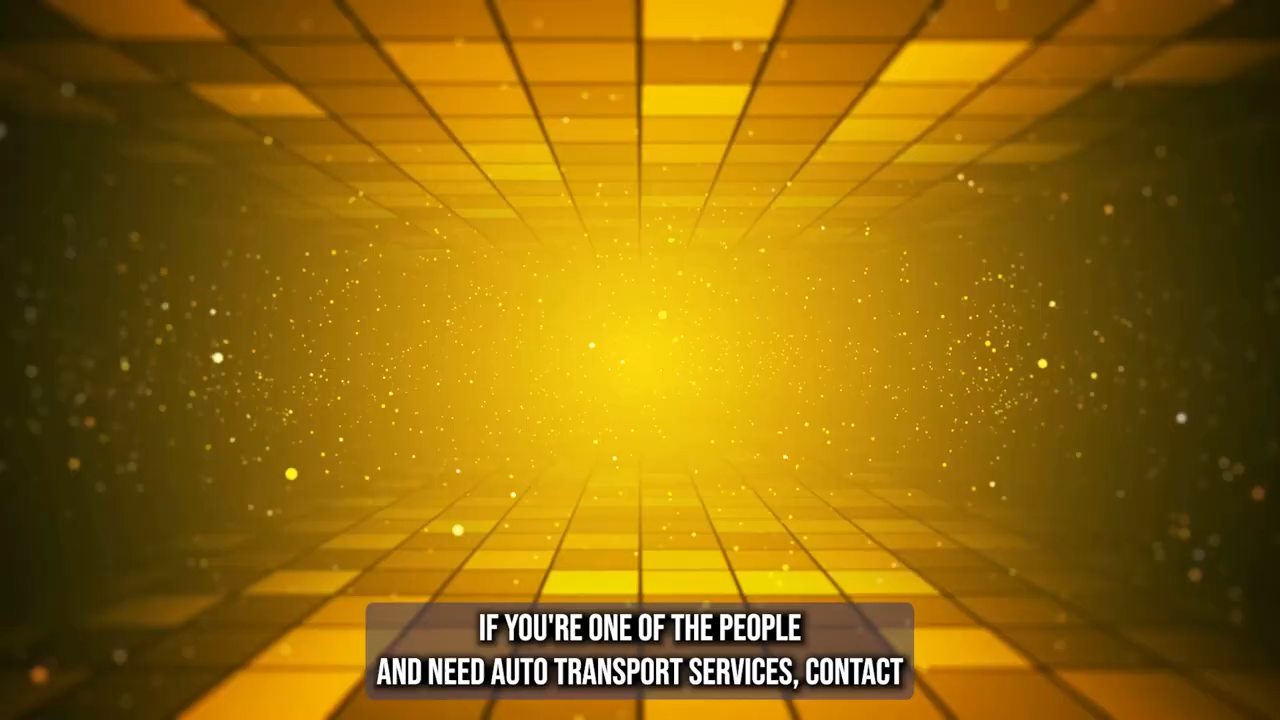 IF YOU'RE ONE OF THE PEOPLE
AND NEED AUTO TRANSPORT SERVICES, CONTACT